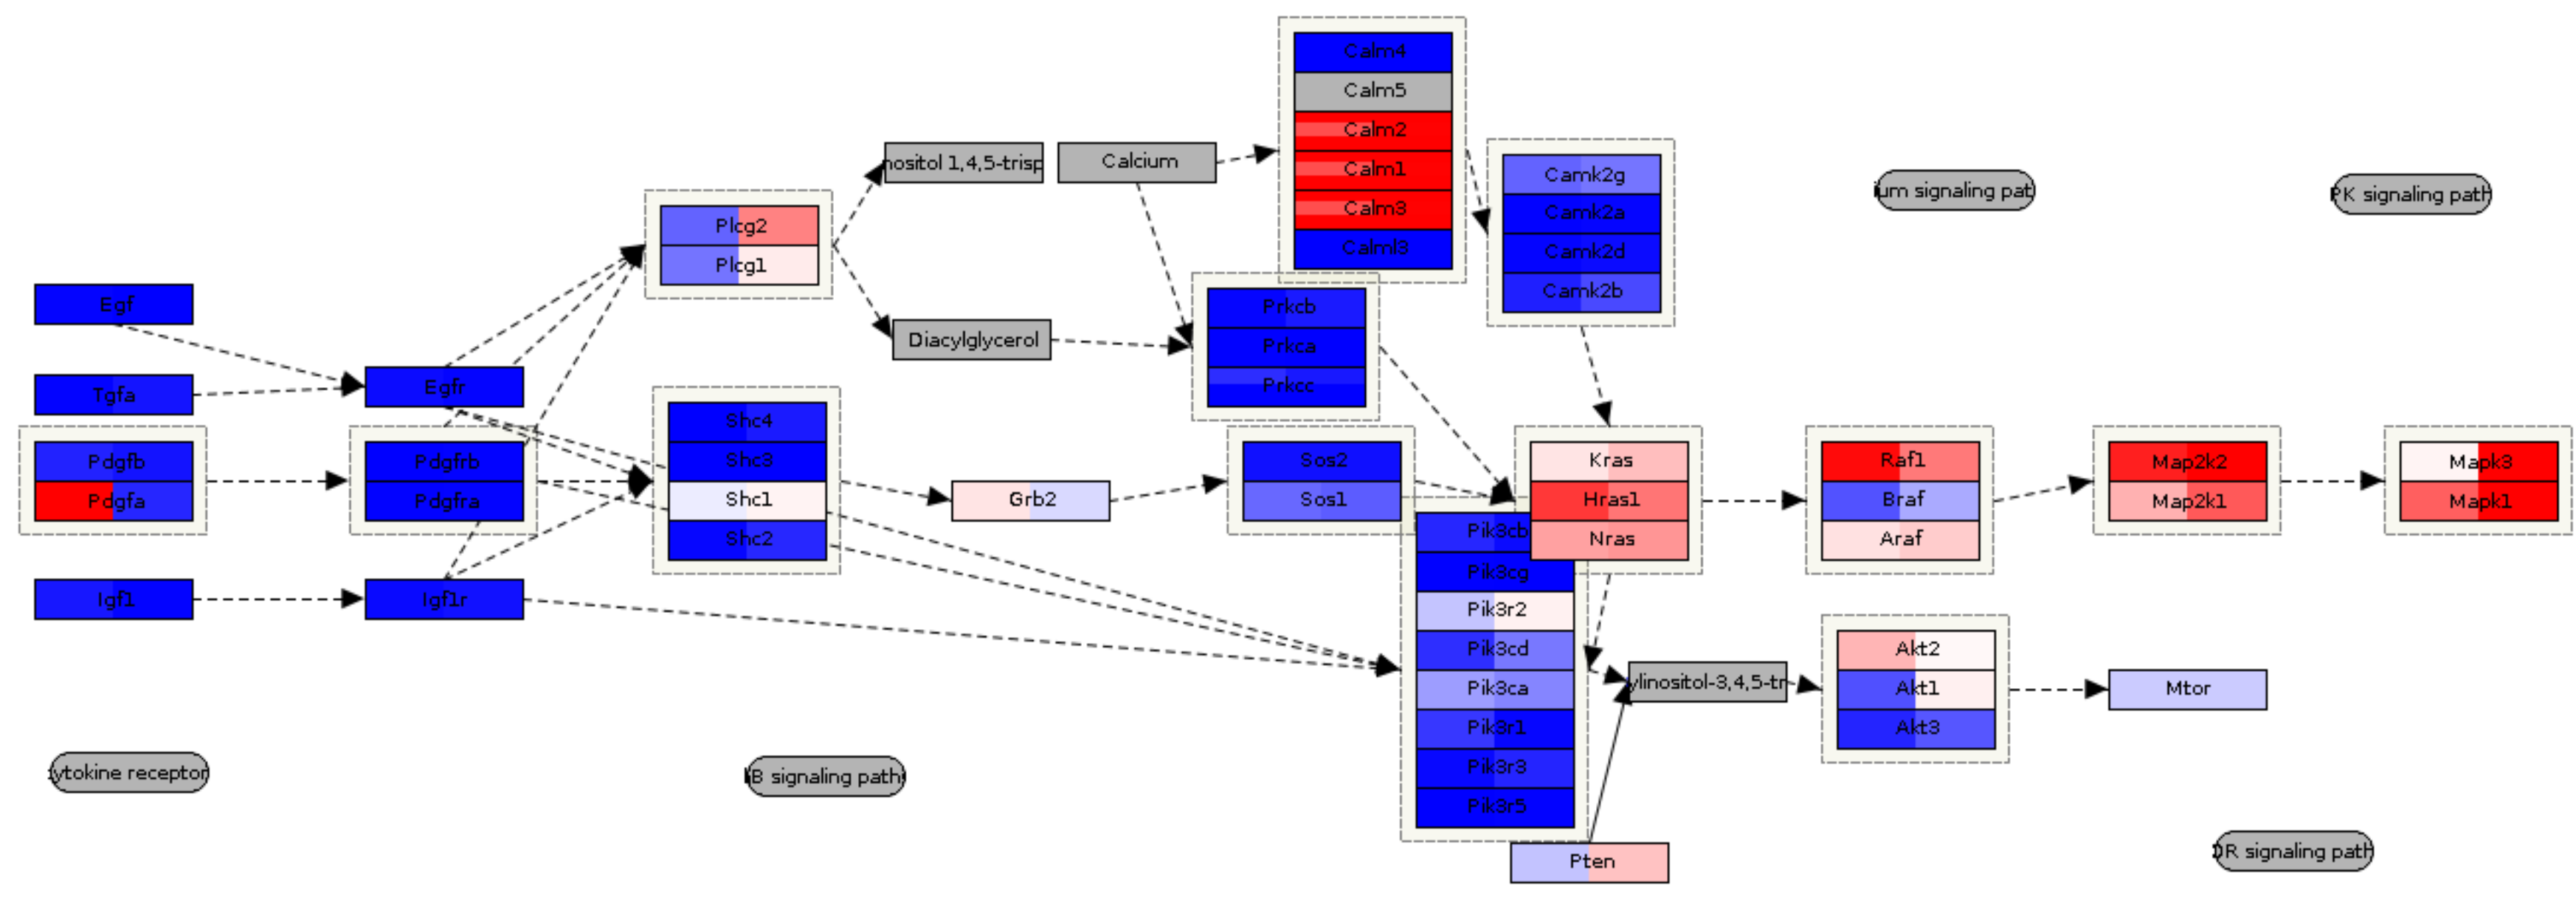 Calm4
Calm5
Calm2
Calm1
Calm3
Calml3
nositol 1,4,5-trisp
Calcium
Camk2g
Camk2a
Camk2d
Camk2b
ium signaling pat
PK signaling path
Plcg2
Plcg1
Egf
Tgfa
Pdgfb
Pdgfa
Igf1
Egfr
Pdgfrb
Pdgfra
Igf1r
Diacylglycerol
Prkcb
Prkca
Prkcc
Shc4
Shc3
Shc1
Shc2
Grb2
Sos2
Sos1
Kras
Hras1
Nras
Raf1
Braf
Araf
Map2k2
Map2k1
Mapk3
Mapk1
Pik3cb
Pik3cg
Pik3r2
Pik3cd
Pik3ca
Pik3r1
Pik3r3
Pik3r5
ylinositol-3,4,5-tr
Akt2
Akt1
Akt3
Mtor
Pten
ytokine receptor
B signaling path
OR signaling path